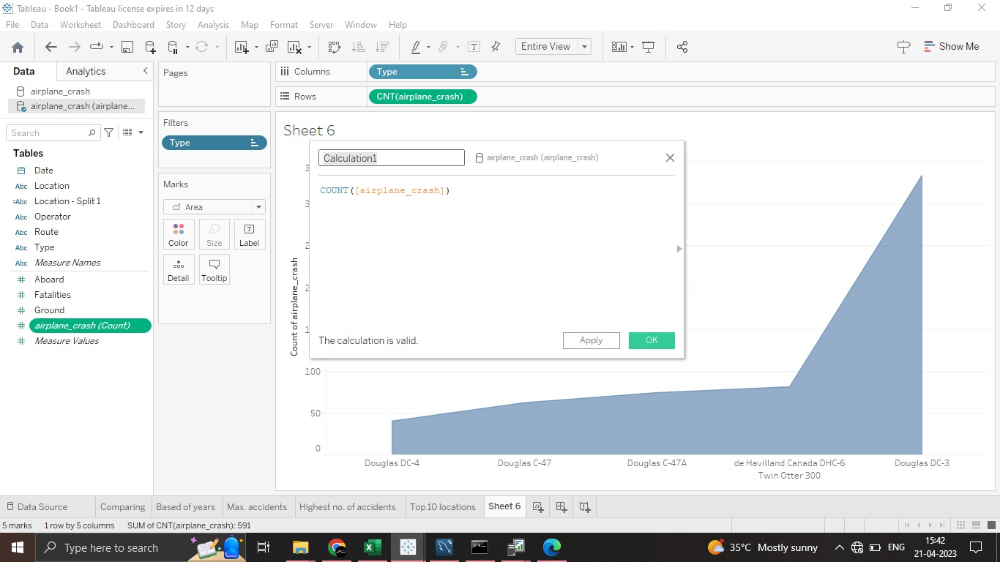 Tableau - Book1 - Tableau license expires in 12 days
File Data Worksheet Dashboard Story Analysis Map Format Server Window Help
Entire View
Show Me
Data Analytics
airplane_crash
airplane_crash (airplane...
Search
Tables
Date
Abc Location
=Abc Location - Split 1
Abc Operator
Abc Route
Abc Type
Abc Measure Names
Aboard
Fatalities
Ground
airplane_crash (Count)
Measure Values
Pages
Filters
Type
Marks
Area
Color Size Label
Detail Tooltip
Columns Type
Rows CNT(airplane_crash)
Sheet 6
Calculation1 airplane_crash (airplane_crash)
COUNT([airplane_crash])
The calculation is valid. Apply OK
Count of airplane_crash
100
50
0
Douglas DC-4 Douglas C-47 Douglas C-47A de Havilland Canada DHC-6 Douglas DC-3
Twin Otter 300
Data Source Comparing Based of years Max. accidents Highest no. of accidents Top 10 locations Sheet 6
5 marks 1 row by 5 columns SUM of CNT(airplane_crash): 591
Type here to search
35°C Mostly sunny
ENG
15:42
21-04-2023